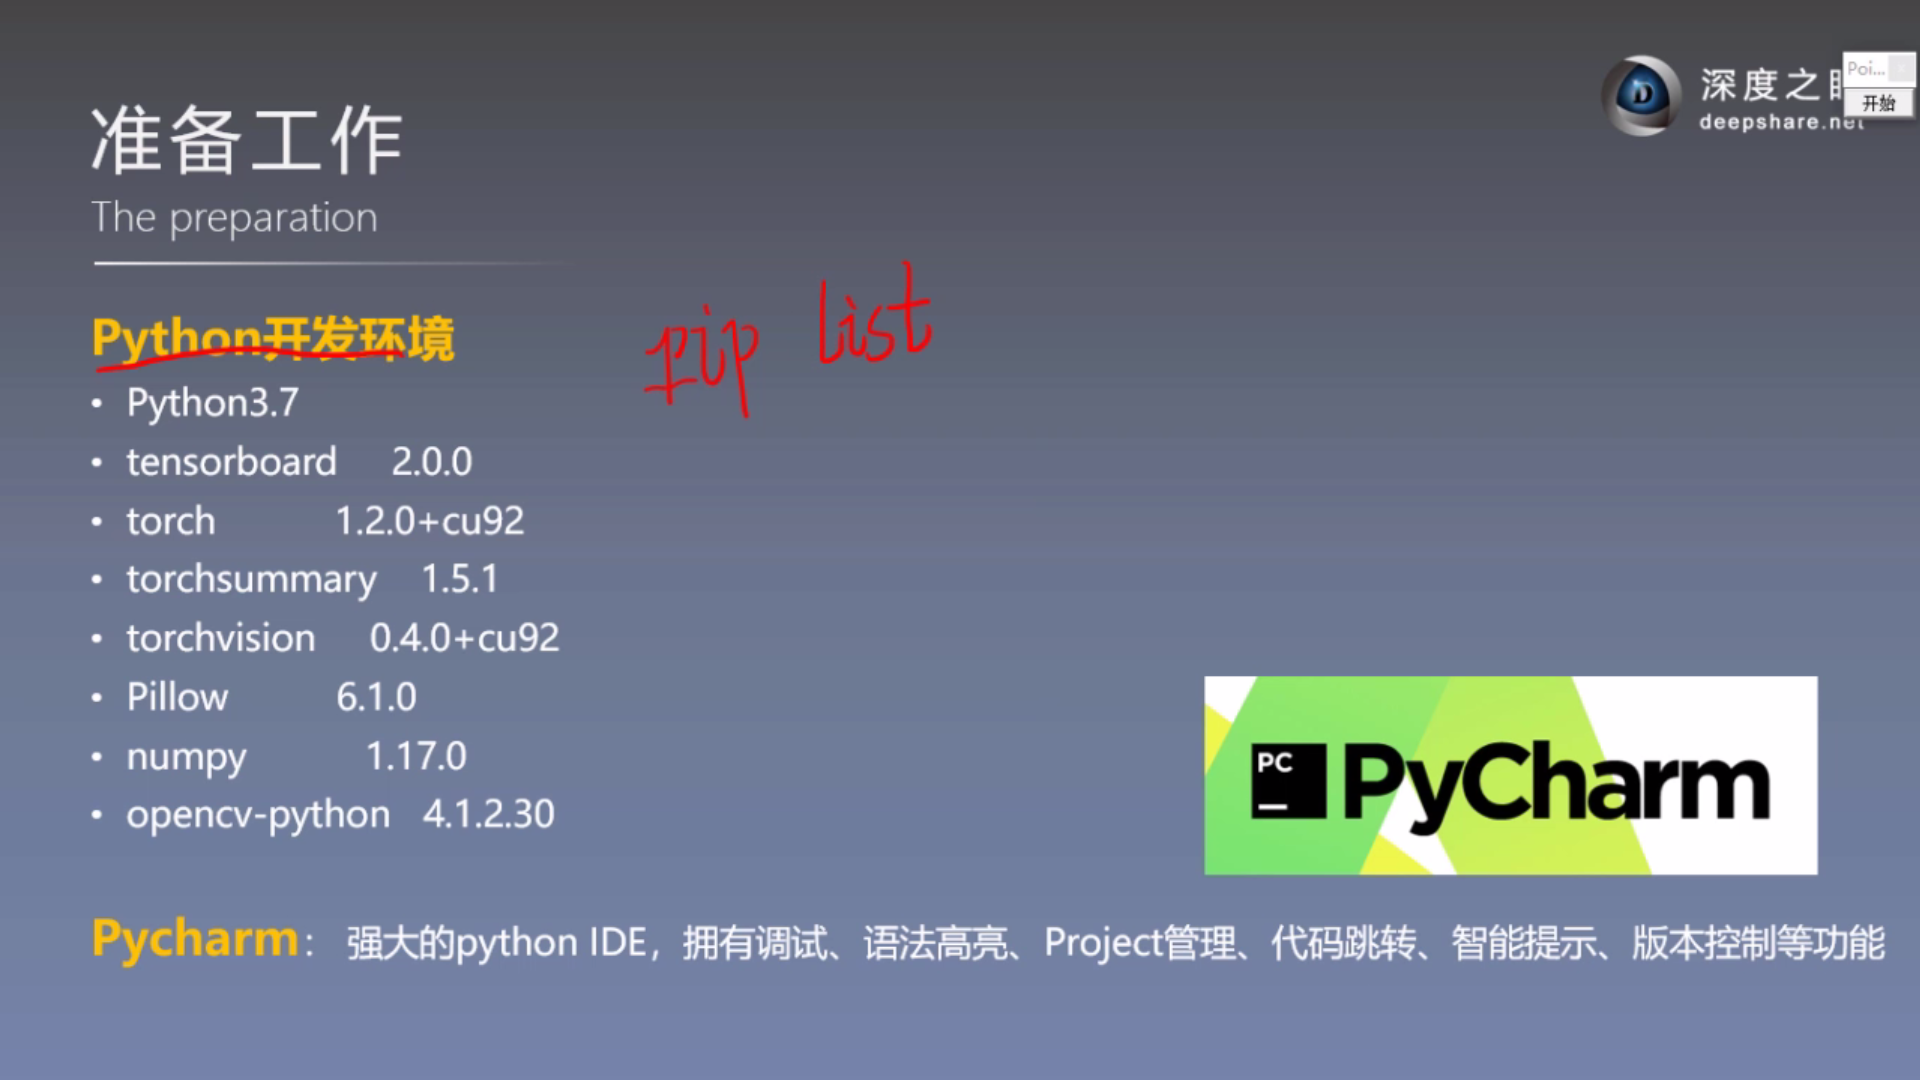 准备工作
The preparation
深度之
deepshare.net
Poi...
开始
pip list
Python开发环境
• Python3.7
• tensorboard 2.0.0
• torch 1.2.0+cu92
• torchsummary 1.5.1
• torchvision 0.4.0+cu92
• Pillow 6.1.0
• numpy 1.17.0
• opencv-python 4.1.2.30
PC
PyCharm
Pycharm： 强大的python IDE，拥有调试、语法高亮、Project管理、代码跳转、智能提示、版本控制等功能